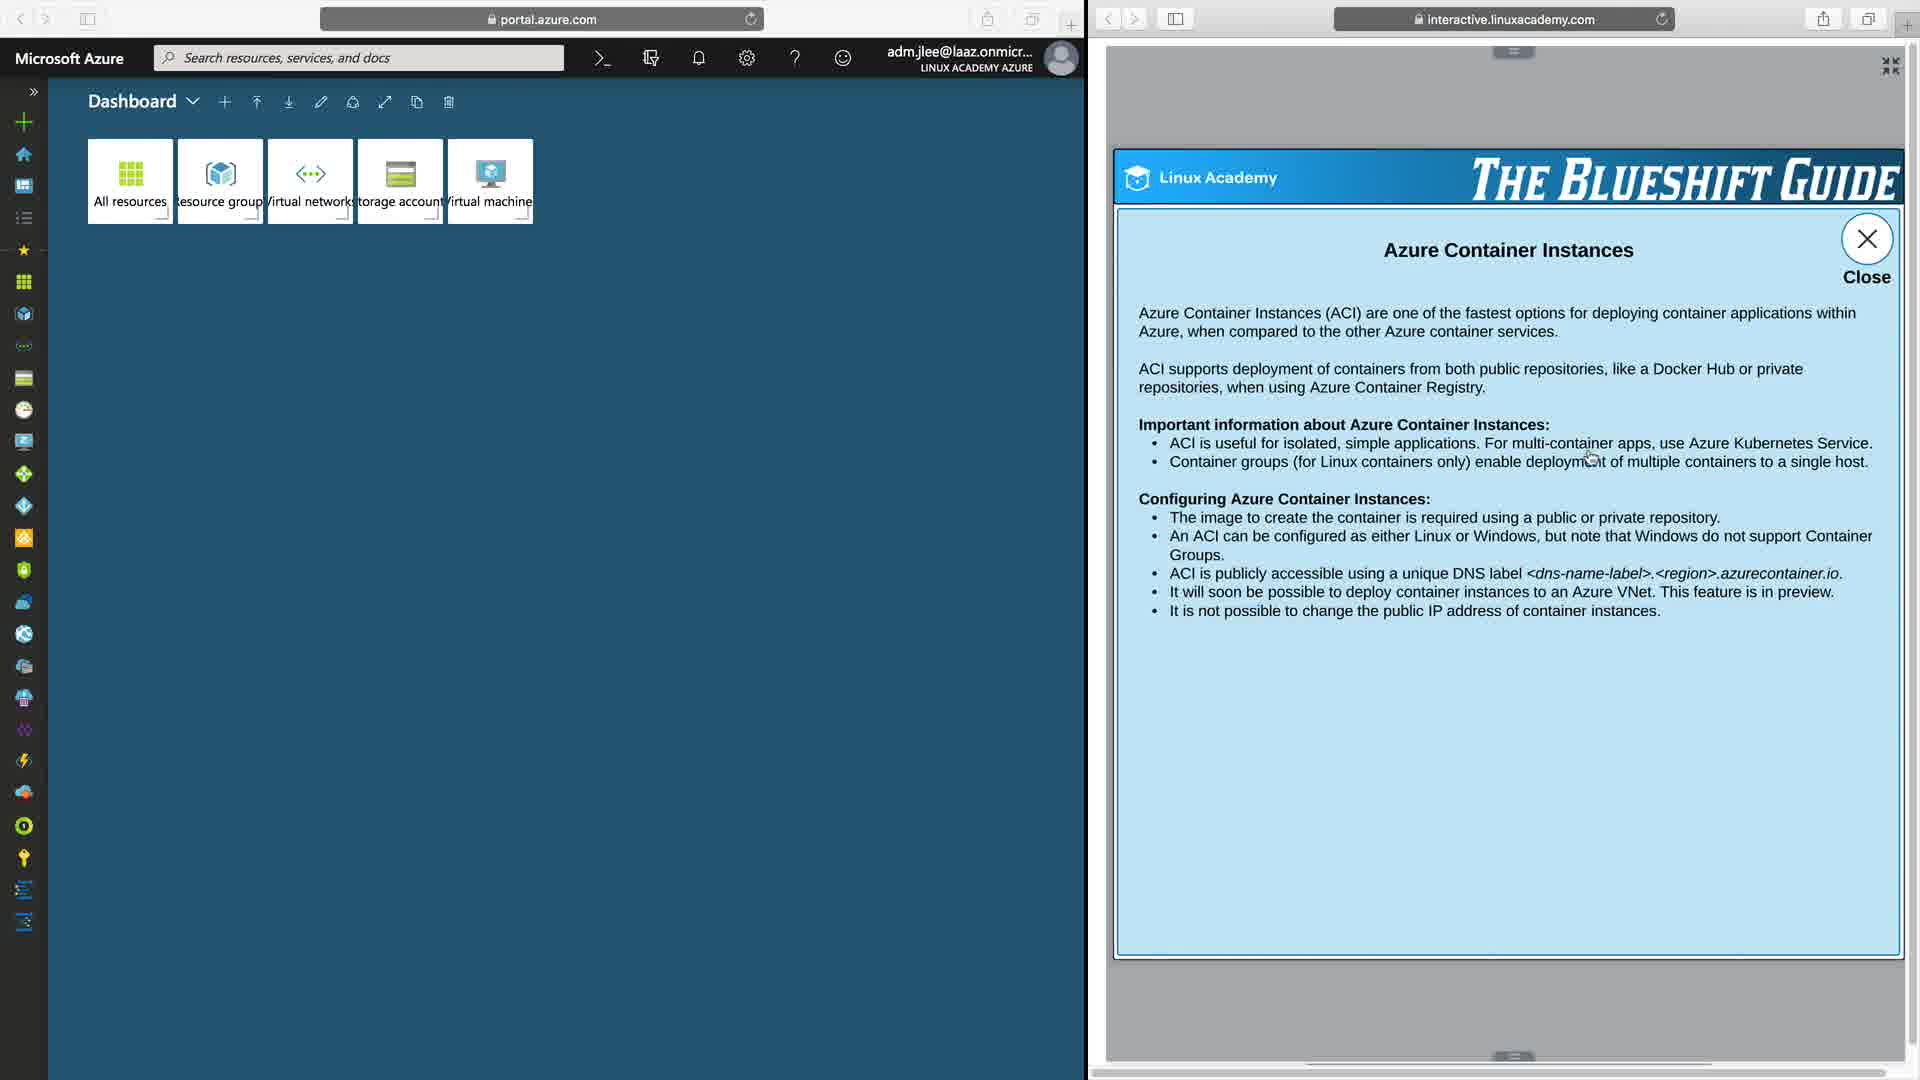 portal.azure.com
Microsoft Azure
Search resources, services, and docs
adm.jlee@laaz.onmicr...
LINUX ACADEMY AZURE
Dashboard
All resources
esource group
irtual networks
torage account
irtual machine
interactive.linuxacademy.com
Linux Academy
THE BLUESHIFT GUIDE
Azure Container Instances
Close
Azure Container Instances (ACI) are one of the fastest options for deploying container applications within
Azure, when compared to the other Azure container services.
ACI supports deployment of containers from both public repositories, like a Docker Hub or private
repositories, when using Azure Container Registry.
Important information about Azure Container Instances:
• ACI is useful for isolated, simple applications. For multi-container apps, use Azure Kubernetes Service.
• Container groups (for Linux containers only) enable deployment of multiple containers to a single host.
Configuring Azure Container Instances:
• The image to create the container is required using a public or private repository.
• An ACI can be configured as either Linux or Windows, but note that Windows do not support Container
Groups.
• ACI is publicly accessible using a unique DNS label <dns-name-label>.<region>.azurecontainer.io.
• It will soon be possible to deploy container instances to an Azure VNet. This feature is in preview.
• It is not possible to change the public IP address of container instances.